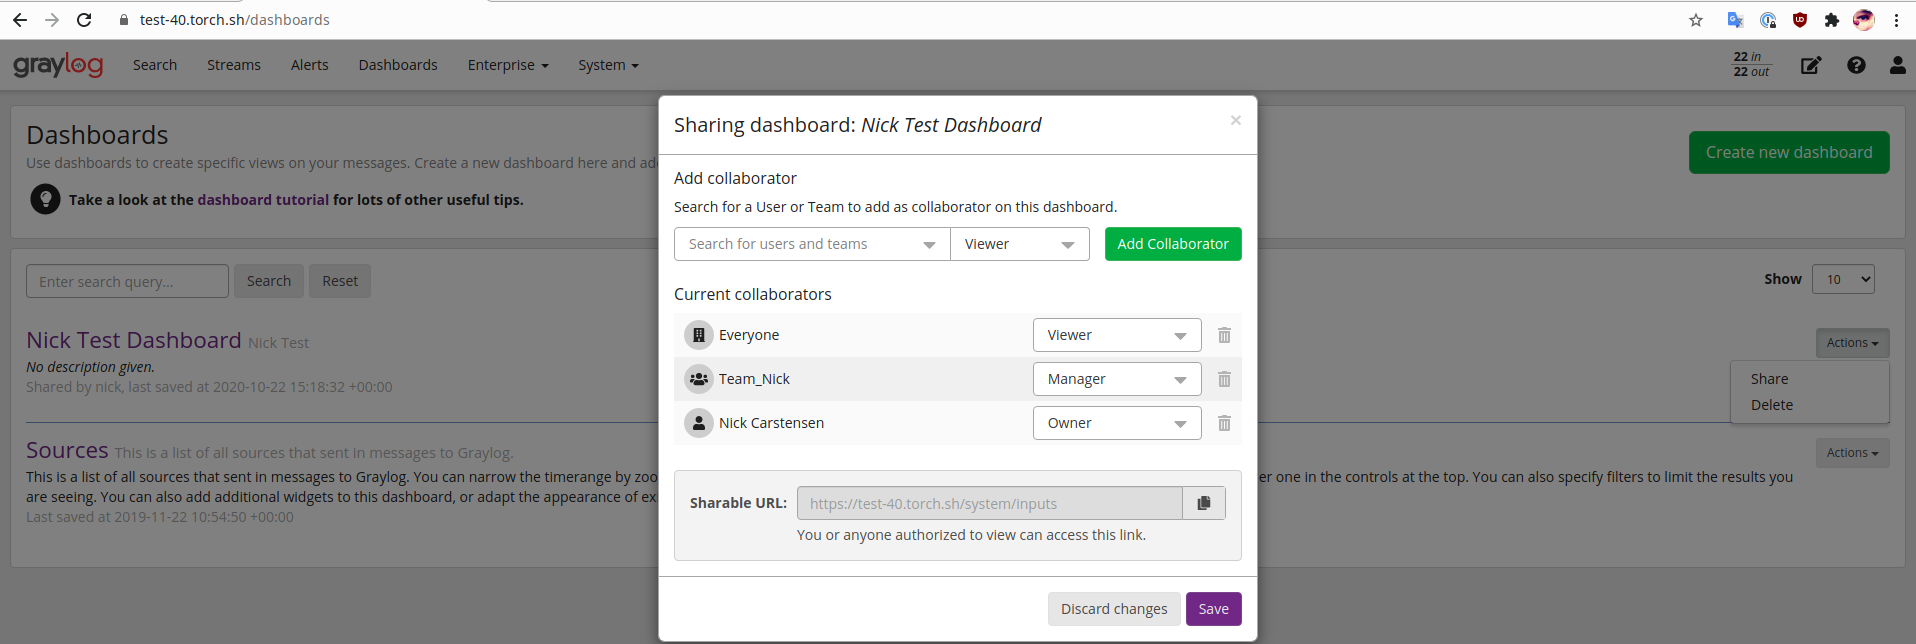 test-40.torch.sh/dashboards
graylog
Search Streams Alerts Dashboards Enterprise System
22 in
22 out
Sharing dashboard: Nick Test Dashboard ×
Dashboards
Use dashboards to create specific views on your messages. Create a new dashboard here and ad
Take a look at the dashboard tutorial for lots of other useful tips.
Create new dashboard
Add collaborator
Search for a User or Team to add as collaborator on this dashboard.
Search for users and teams Viewer Add Collaborator
Enter search query... Search Reset
Show 10
Current collaborators
Everyone Viewer
Team_Nick Manager
Nick Carstensen Owner
Nick Test Dashboard Nick Test
No description given.
Shared by nick, last saved at 2020-10-22 15:18:32 +00:00
Actions
Share
Delete
Sources This is a list of all sources that sent in messages to Graylog.
Actions
This is a list of all sources that sent in messages to Graylog. You can narrow the timerange by zoo er one in the controls at the top. You can also specify filters to limit the results you
are seeing. You can also add additional widgets to this dashboard, or adapt the appearance of ex
Last saved at 2019-11-22 10:54:50 +00:00
Sharable URL: https://test-40.torch.sh/system/inputs
You or anyone authorized to view can access this link.
Discard changes Save